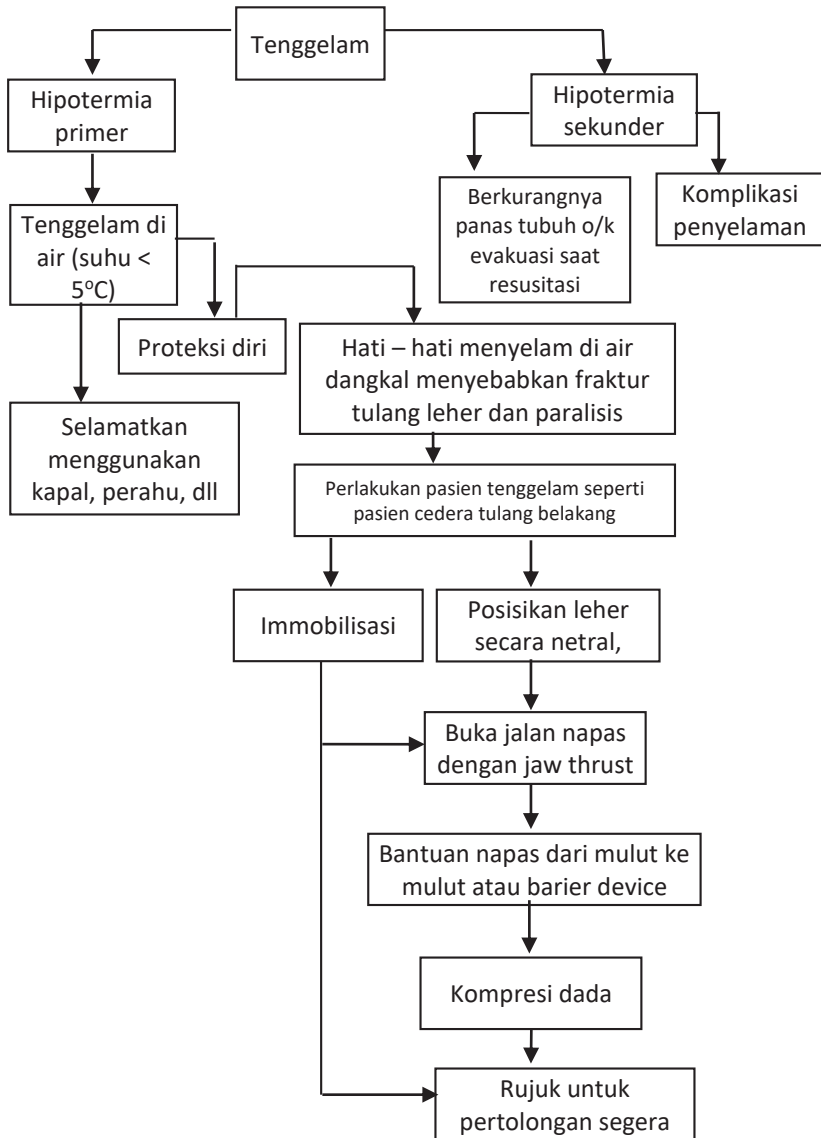 Tenggelam
Hipotermia
primer
Hipotermia
sekunder
Berkurangnya
panas tubuh o/k
evakuasi saat
resusitasi
Komplikasi
penyelaman
Tenggelam di
air (suhu <
5°C)
Proteksi diri
Hati – hati menyelam di air
dangkal menyebabkan fraktur
tulang leher dan paralisis
Selamatkan
menggunakan
kapal, perahu, dll
Perlakukan pasien tenggelam seperti
pasien cedera tulang belakang
Immobilisasi
Posisikan leher
secara netral,
Buka jalan napas
dengan jaw thrust
Bantuan napas dari mulut ke
mulut atau barier device
Kompresi dada
Rujuk untuk
pertolongan segera